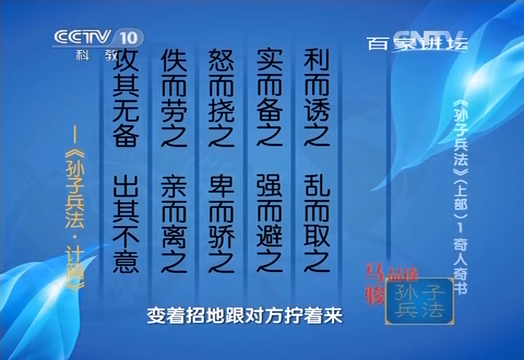 CCTV 10
科教
百家讲坛
利而诱之 乱而取之
实而备之 强而避之
怒而挠之 卑而骄之
佚而劳之 亲而离之
攻其无备 出其不意
—《孙子兵法·计篇》
《孙子兵法》（上部）1 奇人奇书
马骏
品读
孙子
兵法
变着招地跟对方拧着来